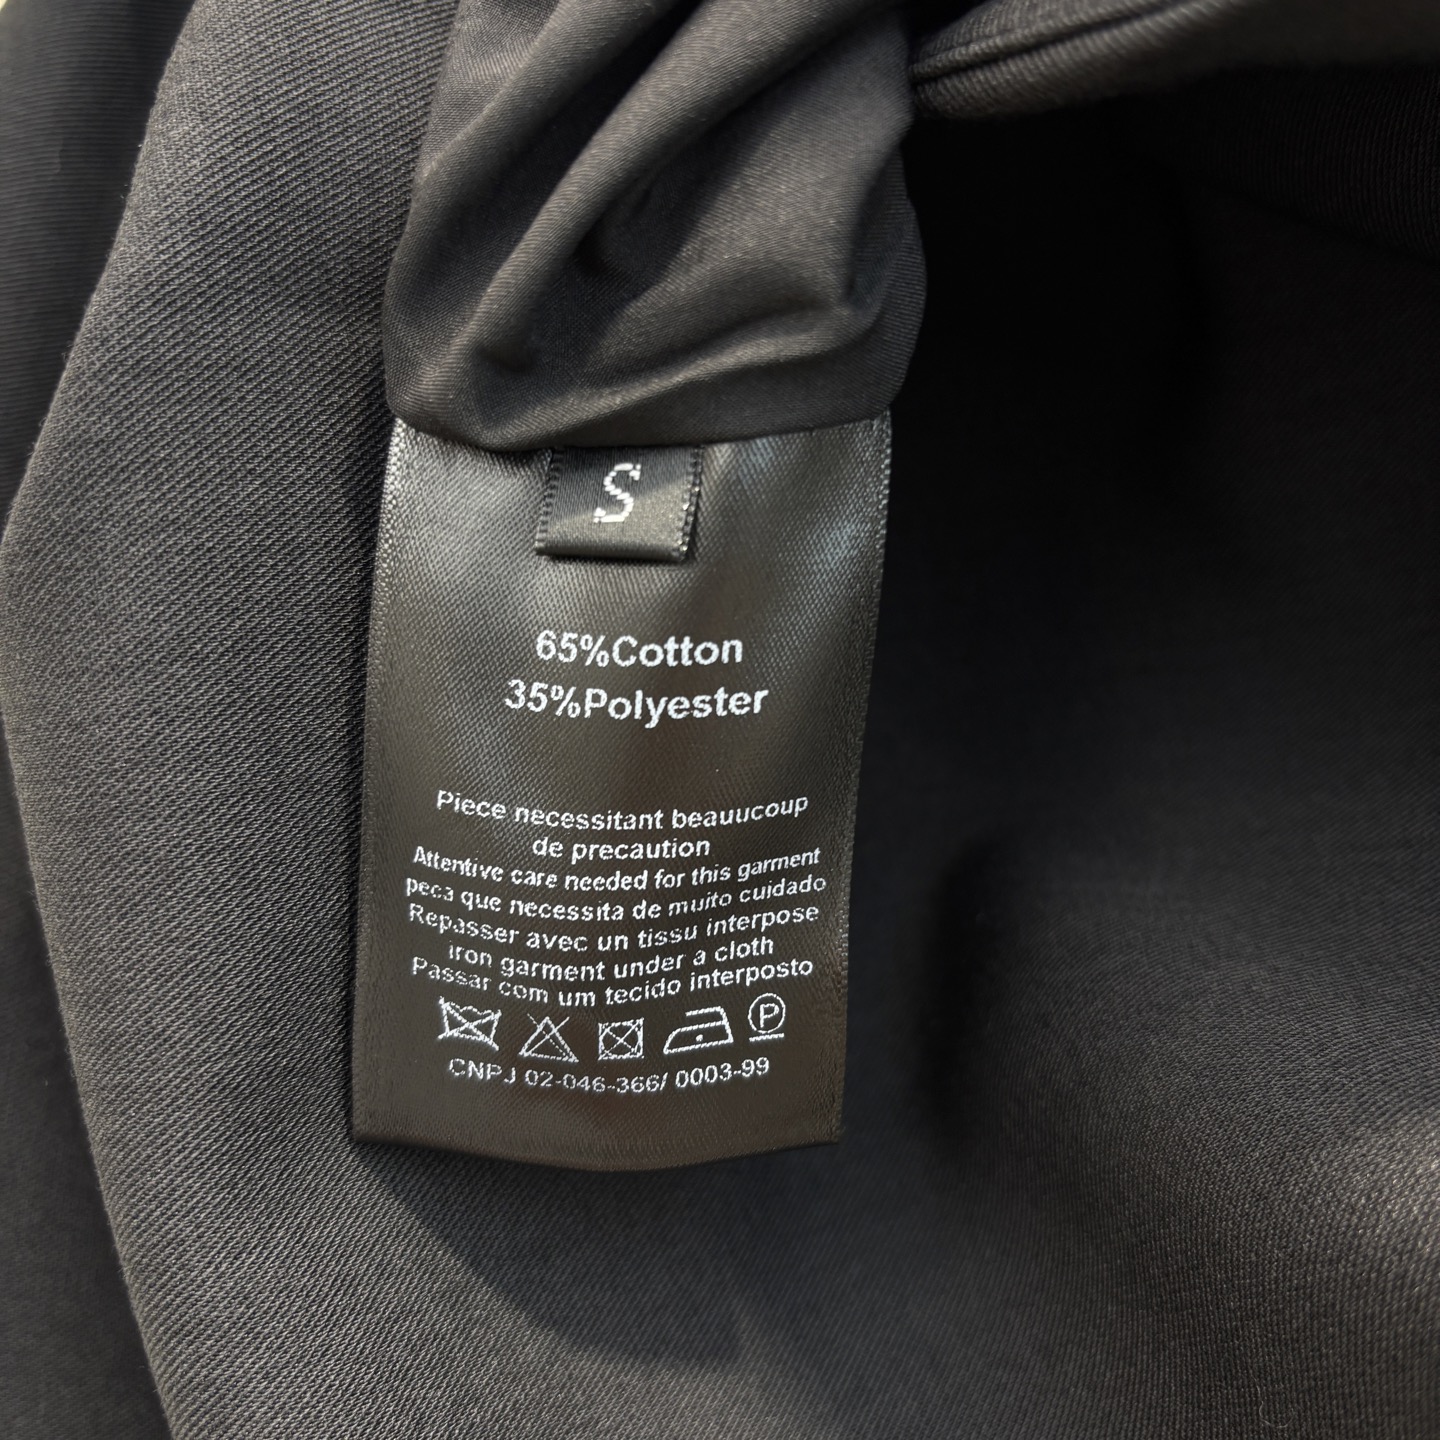 S
65%Cotton
35%Polyester
Piece necessitant beauucoup
de precaution
Attentive care needed for this garment
peca que necessita de muito cuidado
Repasser avec un tissu interpose
iron garment under a cloth
Passar com um tecido interposto
P
CNPJ 02-046-366/ 0003-99